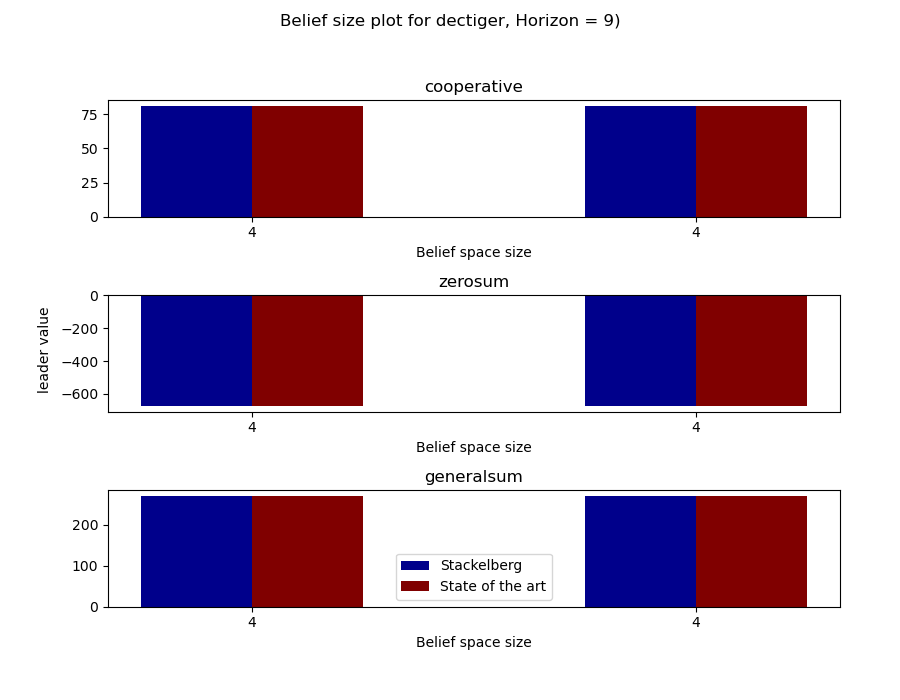 Belief size plot for dectiger, Horizon = 9)
cooperative
75
50
25
0
4
4
Belief space size
zerosum
leader value
0
−200
−400
−600
4
4
Belief space size
generalsum
200
100
0
Stackelberg
State of the art
4
4
Belief space size